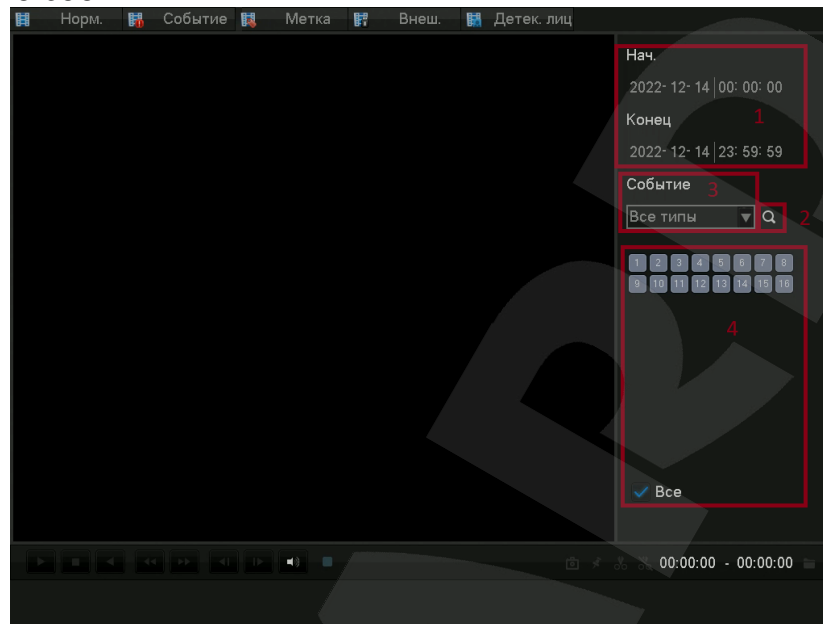 Норм. Событие Метка Внеш. Детек. лиц
Нач.
2022- 12- 14 00: 00: 00
1
Конец
2022- 12- 14 23: 59: 59
Событие 3
Все типы 2
1 2 3 4 5 6 7 8
9 10 11 12 13 14 15 16
4
Все
00:00:00 - 00:00:00